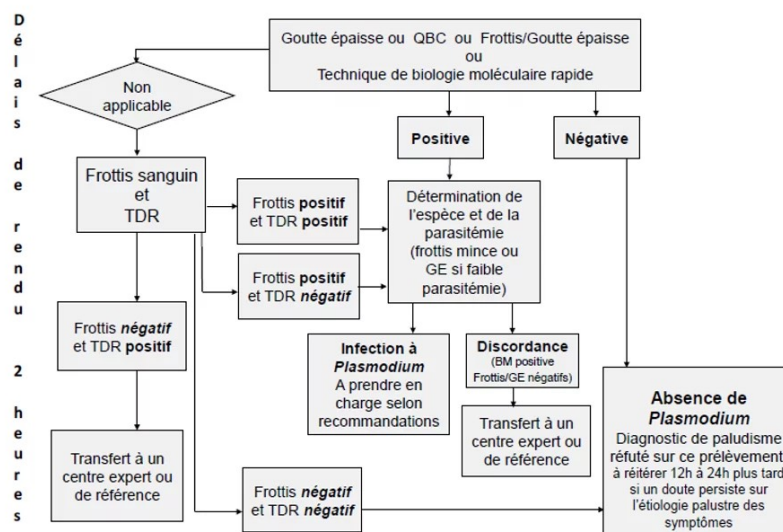 Délais de rendu 2 heures
Goutte épaisse ou QBC ou Frottis/Goutte épaisse
ou
Technique de biologie moléculaire rapide
Non
applicable
Positive
Négative
Frottis sanguin
et
TDR
Frottis positif
et TDR positif
Détermination de
l'espèce et de la
parasitémie
(frottis mince ou
GE si faible
parasitémie)
Frottis positif
et TDR négatif
Frottis négatif
et TDR positif
Infection à
Plasmodium
A prendre en
charge selon
recommandations
Discordance
(BM positive
Frottis/GE négatifs)
Transfert à un
centre expert ou
de référence
Transfert à un
centre expert ou
de référence
Frottis négatif
et TDR négatif
Absence de
Plasmodium
Diagnostic de paludisme
réfuté sur ce prélèvement
à réitérer 12h à 24h plus tard
si un doute persiste sur
l'étiologie palustre des
symptômes